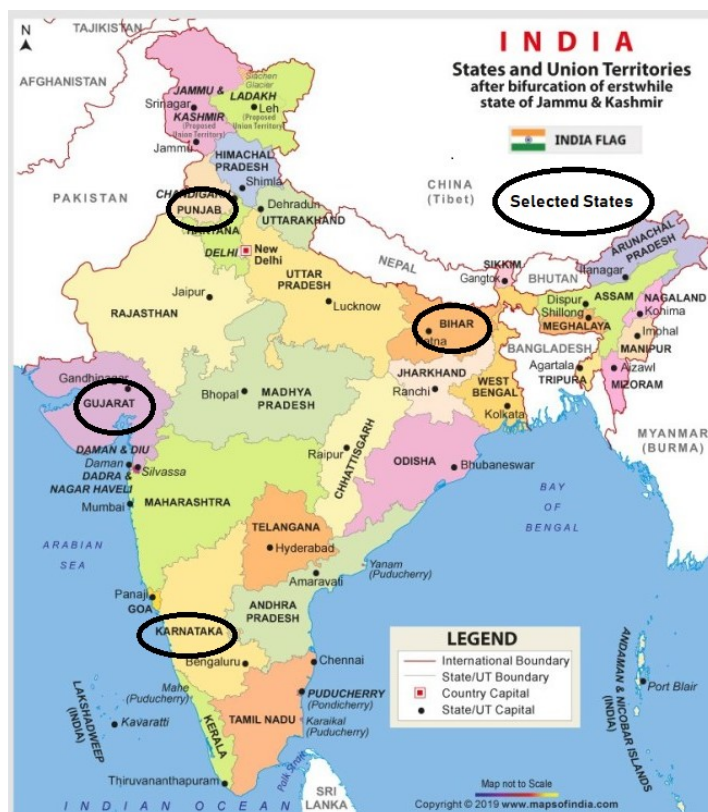 TAJIKISTAN
N
AFGHANISTAN
Siachen
Glacier
INDIA
States and Union Territories
after bifurcation of erstwhile
state of Jammu & Kashmir
INDIA FLAG
JAMMU &
KASHMIR
(Proposed
Union Territory)
Srinagar
Jammu
LADAKH
Leh
(Proposed
Union Territory)
HIMACHAL
PRADESH
Shimla
PAKISTAN
CHANDIGARH
PUNJAB
Dehradun
UTTARAKHAND
HARYANA
DELHI
New
Delhi
CHINA
(Tibet)
Selected States
ARUNACHAL
PRADESH
Itanagar
NEPAL
SIKKIM
Gangtok
BHUTAN
ASSAM
Dispur
Shillong
MEGHALAYA
NAGALAND
Kohima
Imphal
MANIPUR
Aizawl
MIZORAM
Agartala
TRIPURA
BANGLADESH
MYANMAR
(BURMA)
UTTAR
PRADESH
Lucknow
Jaipur
RAJASTHAN
BIHAR
Patna
JHARKHAND
Ranchi
WEST
BENGAL
Kolkata
Gandhinagar
GUJARAT
Bhopal
MADHYA
PRADESH
CHHATTISGARH
Raipur
ODISHA
Bhubaneswar
DAMAN & DIU
Daman
Silvassa
DADRA &
NAGAR HAVELI
Mumbai
MAHARASHTRA
TELANGANA
Hyderabad
ARABIAN
SEA
BAY
OF
BENGAL
Yanam
(Puducherry)
Amaravati
ANDHRA
PRADESH
Panaji
GOA
KARNATAKA
Bengaluru
Chennai
Mahe
(Puducherry)
PUDUCHERRY
(Pondicherry)
Karaikal
(Puducherry)
TAMIL NADU
KERALA
Thiruvananthapuram
LAKSHADWEEP
(INDIA)
Kavaratti
Palk Strait
SRI
LANKA
INDIAN OCEAN
ANDAMAN & NICOBAR ISLANDS
(INDIA)
Port Blair
LEGEND
International Boundary
State/UT Boundary
Country Capital
State/UT Capital
Map not to Scale
Copyright © 2019 www.mapsofindia.com